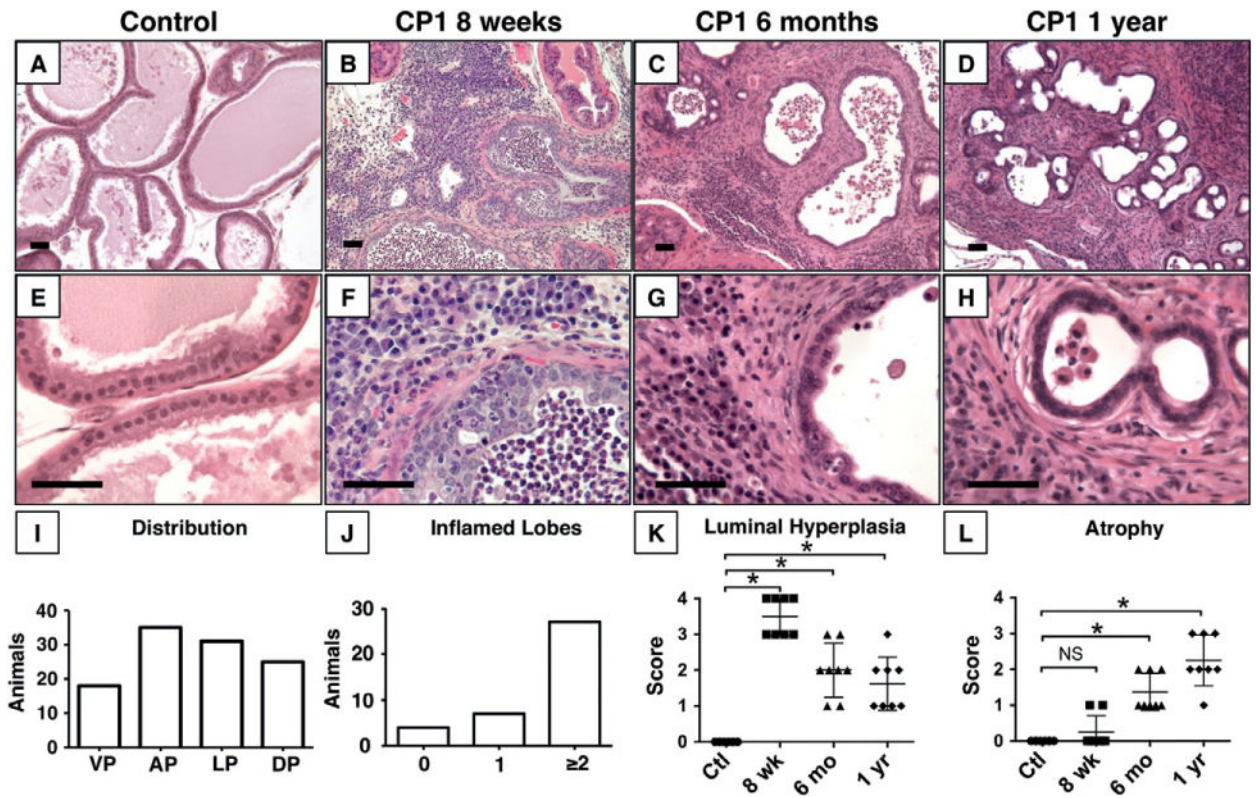 Control CP1 8 weeks CP1 6 months CP1 1 year
A B C D
E F G H
I Distribution J Inflamed Lobes K Luminal Hyperplasia L Atrophy
Animals
40
30
20
10
0
VP AP LP DP
Animals
30
20
10
0
0 1 ≥2
Score
4
3
2
1
0
* * *
Ctl 8 wk 6 mo 1 yr
Score
4
3
2
1
0
* * NS
Ctl 8 wk 6 mo 1 yr